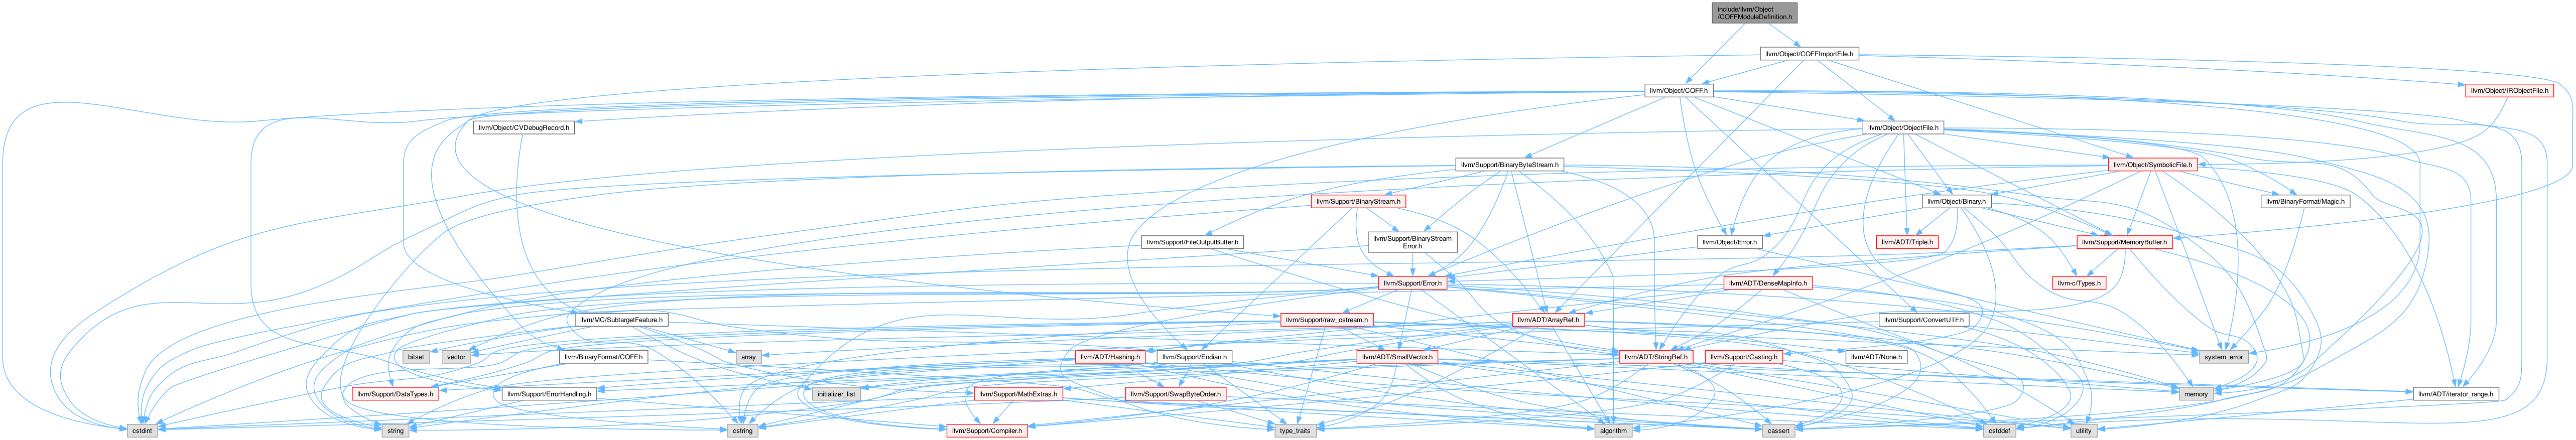 include/llvm/Object
/COFFModuleDefinition.h
llvm/Object/COFFImportFile.h
llvm/Object/COFF.h
llvm/Object/IRObjectFile.h
llvm/Object/CVDebugRecord.h
llvm/Object/ObjectFile.h
llvm/Support/BinaryByteStream.h
llvm/Object/SymbolicFile.h
llvm/Support/BinaryStream.h
llvm/Object/Binary.h
llvm/BinaryFormat/Magic.h
llvm/Support/FileOutputBuffer.h
llvm/Support/BinaryStream
Error.h
llvm/Object/Error.h
llvm/ADT/Triple.h
llvm/Support/MemoryBuffer.h
llvm/Support/Error.h
llvm/ADT/DenseMapInfo.h
llvm-c/Types.h
llvm/MC/SubtargetFeature.h
llvm/Support/raw_ostream.h
llvm/ADT/ArrayRef.h
llvm/Support/ConvertUTF.h
bitset
vector
llvm/BinaryFormat/COFF.h
array
llvm/ADT/Hashing.h
llvm/Support/Endian.h
llvm/ADT/SmallVector.h
llvm/ADT/StringRef.h
llvm/Support/Casting.h
llvm/ADT/None.h
system_error
llvm/Support/DataTypes.h
llvm/Support/ErrorHandling.h
initializer_list
llvm/Support/MathExtras.h
llvm/Support/SwapByteOrder.h
memory
llvm/ADT/iterator_range.h
cstdint
string
cstring
llvm/Support/Compiler.h
type_traits
algorithm
cassert
cstddef
utility